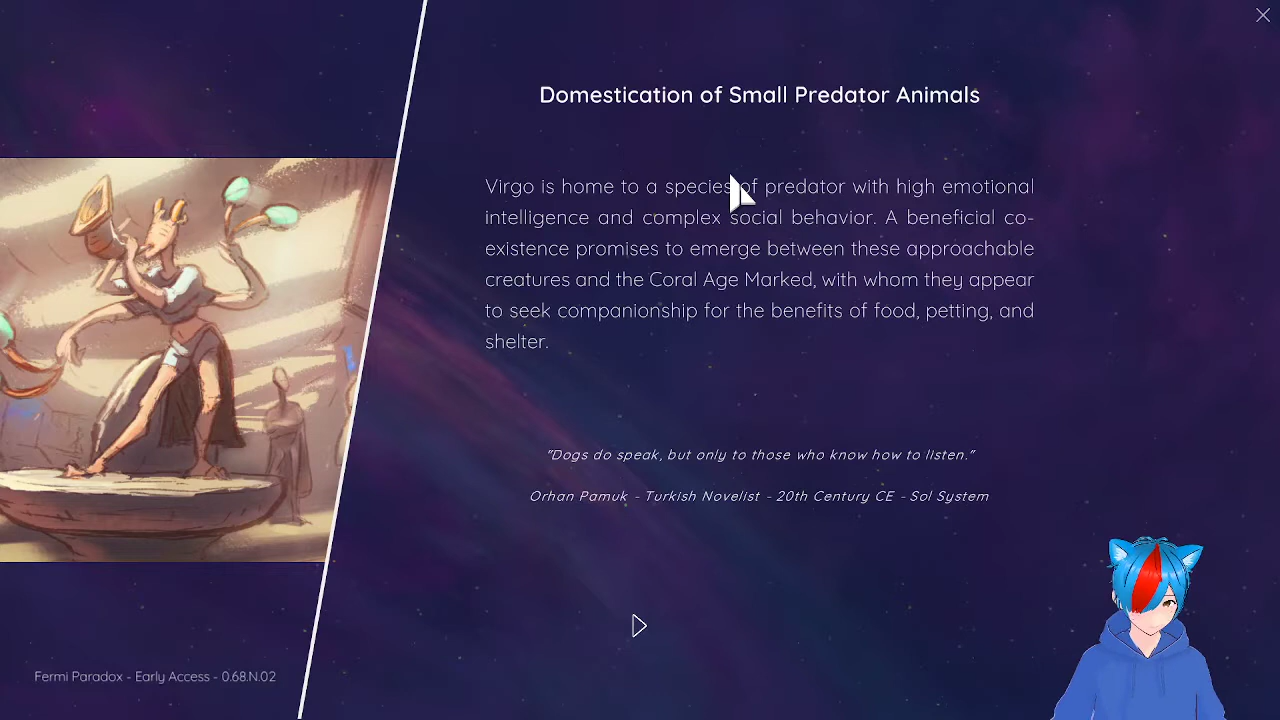 Domestication of Small Predator Animals
Virgo is home to a species of predator with high emotional
intelligence and complex social behavior. A beneficial co-
existence promises to emerge between these approachable
creatures and the Coral Age Marked, with whom they appear
to seek companionship for the benefits of food, petting, and
shelter.
"Dogs do speak, but only to those who know how to listen."
Orhan Pamuk - Turkish Novelist - 20th Century CE - Sol System
Fermi Paradox - Early Access - 0.68.N.02